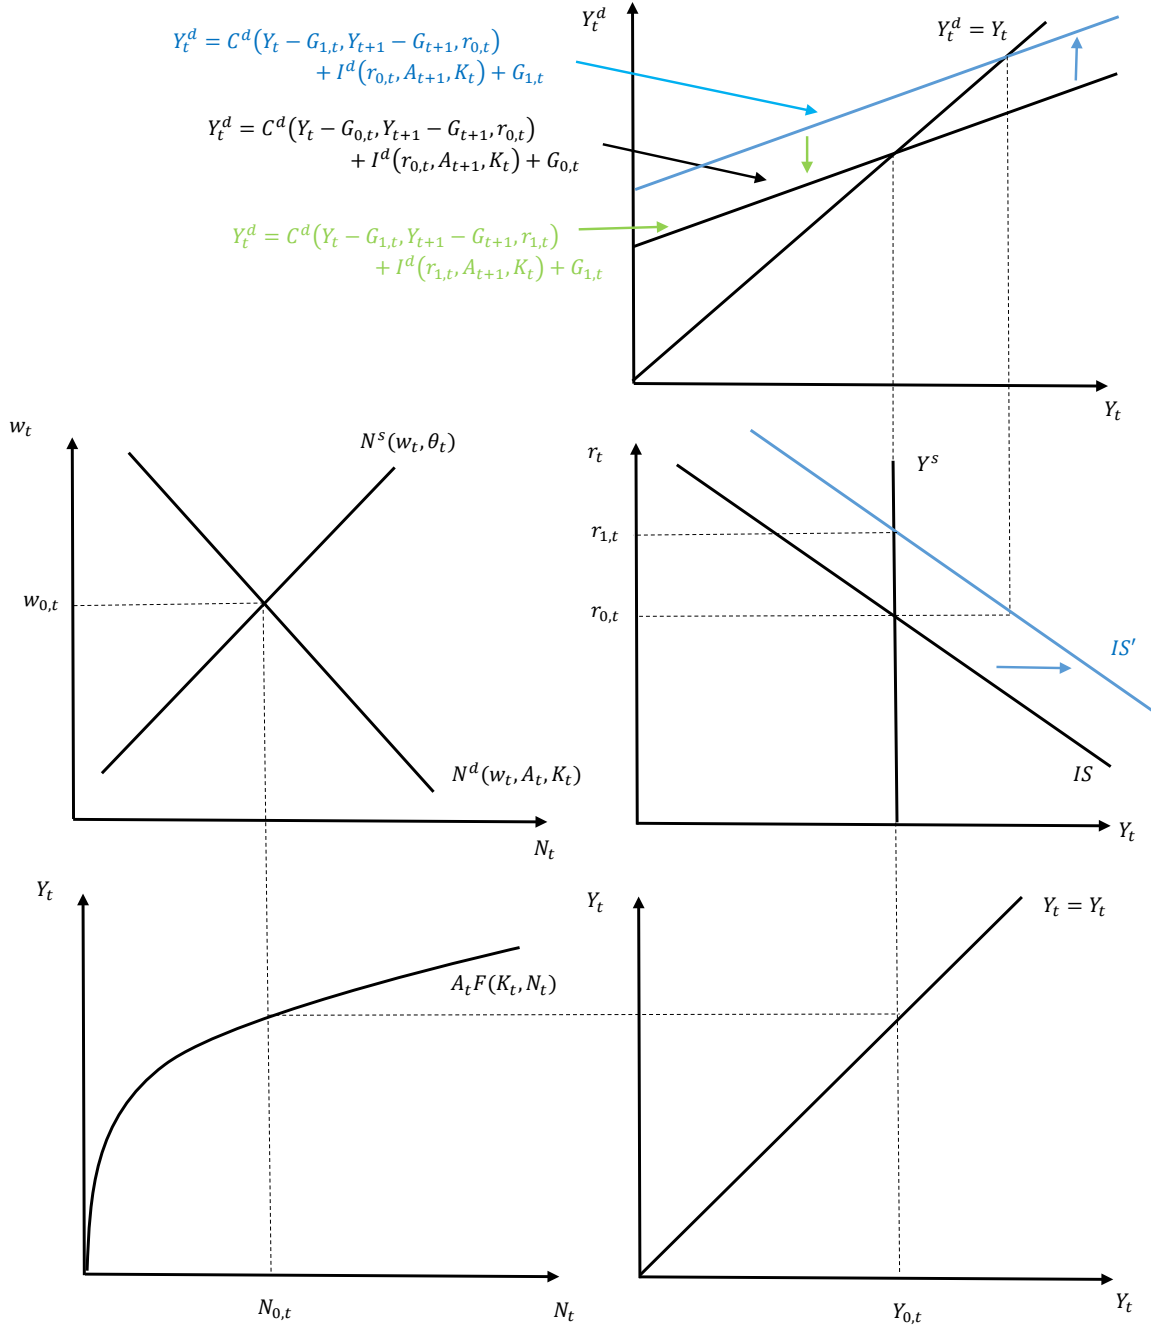 Y_t^d
Y_t^d = Y_t
Y_t^d = C^d(Y_t − G_{1,t}, Y_{t+1} − G_{t+1}, r_{0,t})
+ I^d(r_{0,t}, A_{t+1}, K_t) + G_{1,t}
Y_t^d = C^d(Y_t − G_{0,t}, Y_{t+1} − G_{t+1}, r_{0,t})
+ I^d(r_{0,t}, A_{t+1}, K_t) + G_{0,t}
Y_t^d = C^d(Y_t − G_{1,t}, Y_{t+1} − G_{t+1}, r_{1,t})
+ I^d(r_{1,t}, A_{t+1}, K_t) + G_{1,t}
Y_t
w_t
N^s(w_t, θ_t)
w_{0,t}
N^d(w_t, A_t, K_t)
N_t
r_t
Y^s
r_{1,t}
r_{0,t}
IS′
IS
Y_t
Y_t
A_tF(K_t, N_t)
N_{0,t}
N_t
Y_t
Y_t = Y_t
Y_{0,t}
Y_t